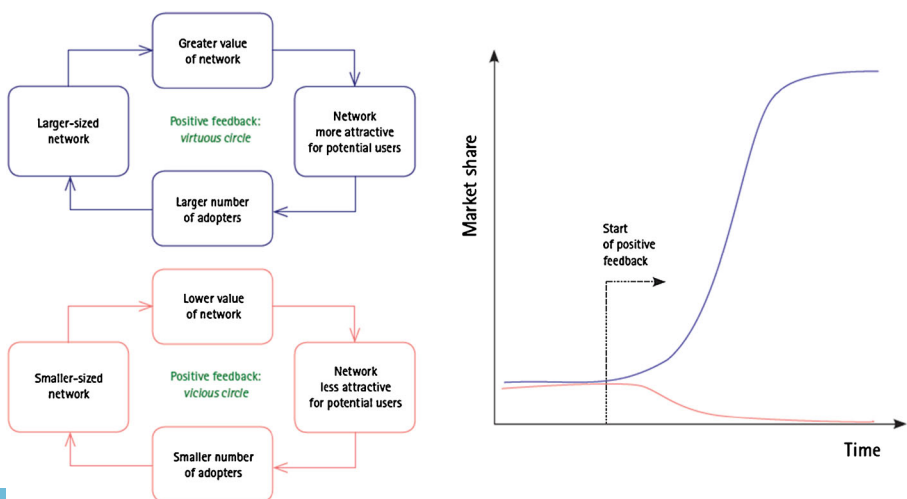 Greater value
of network
Larger-sized
network
Positive feedback:
virtuous circle
Network
more attractive
for potential users
Larger number
of adopters
Lower value
of network
Smaller-sized
network
Positive feedback:
vicious circle
Network
less attractive
for potential users
Smaller number
of adopters
Market share
Start
of positive
feedback
Time